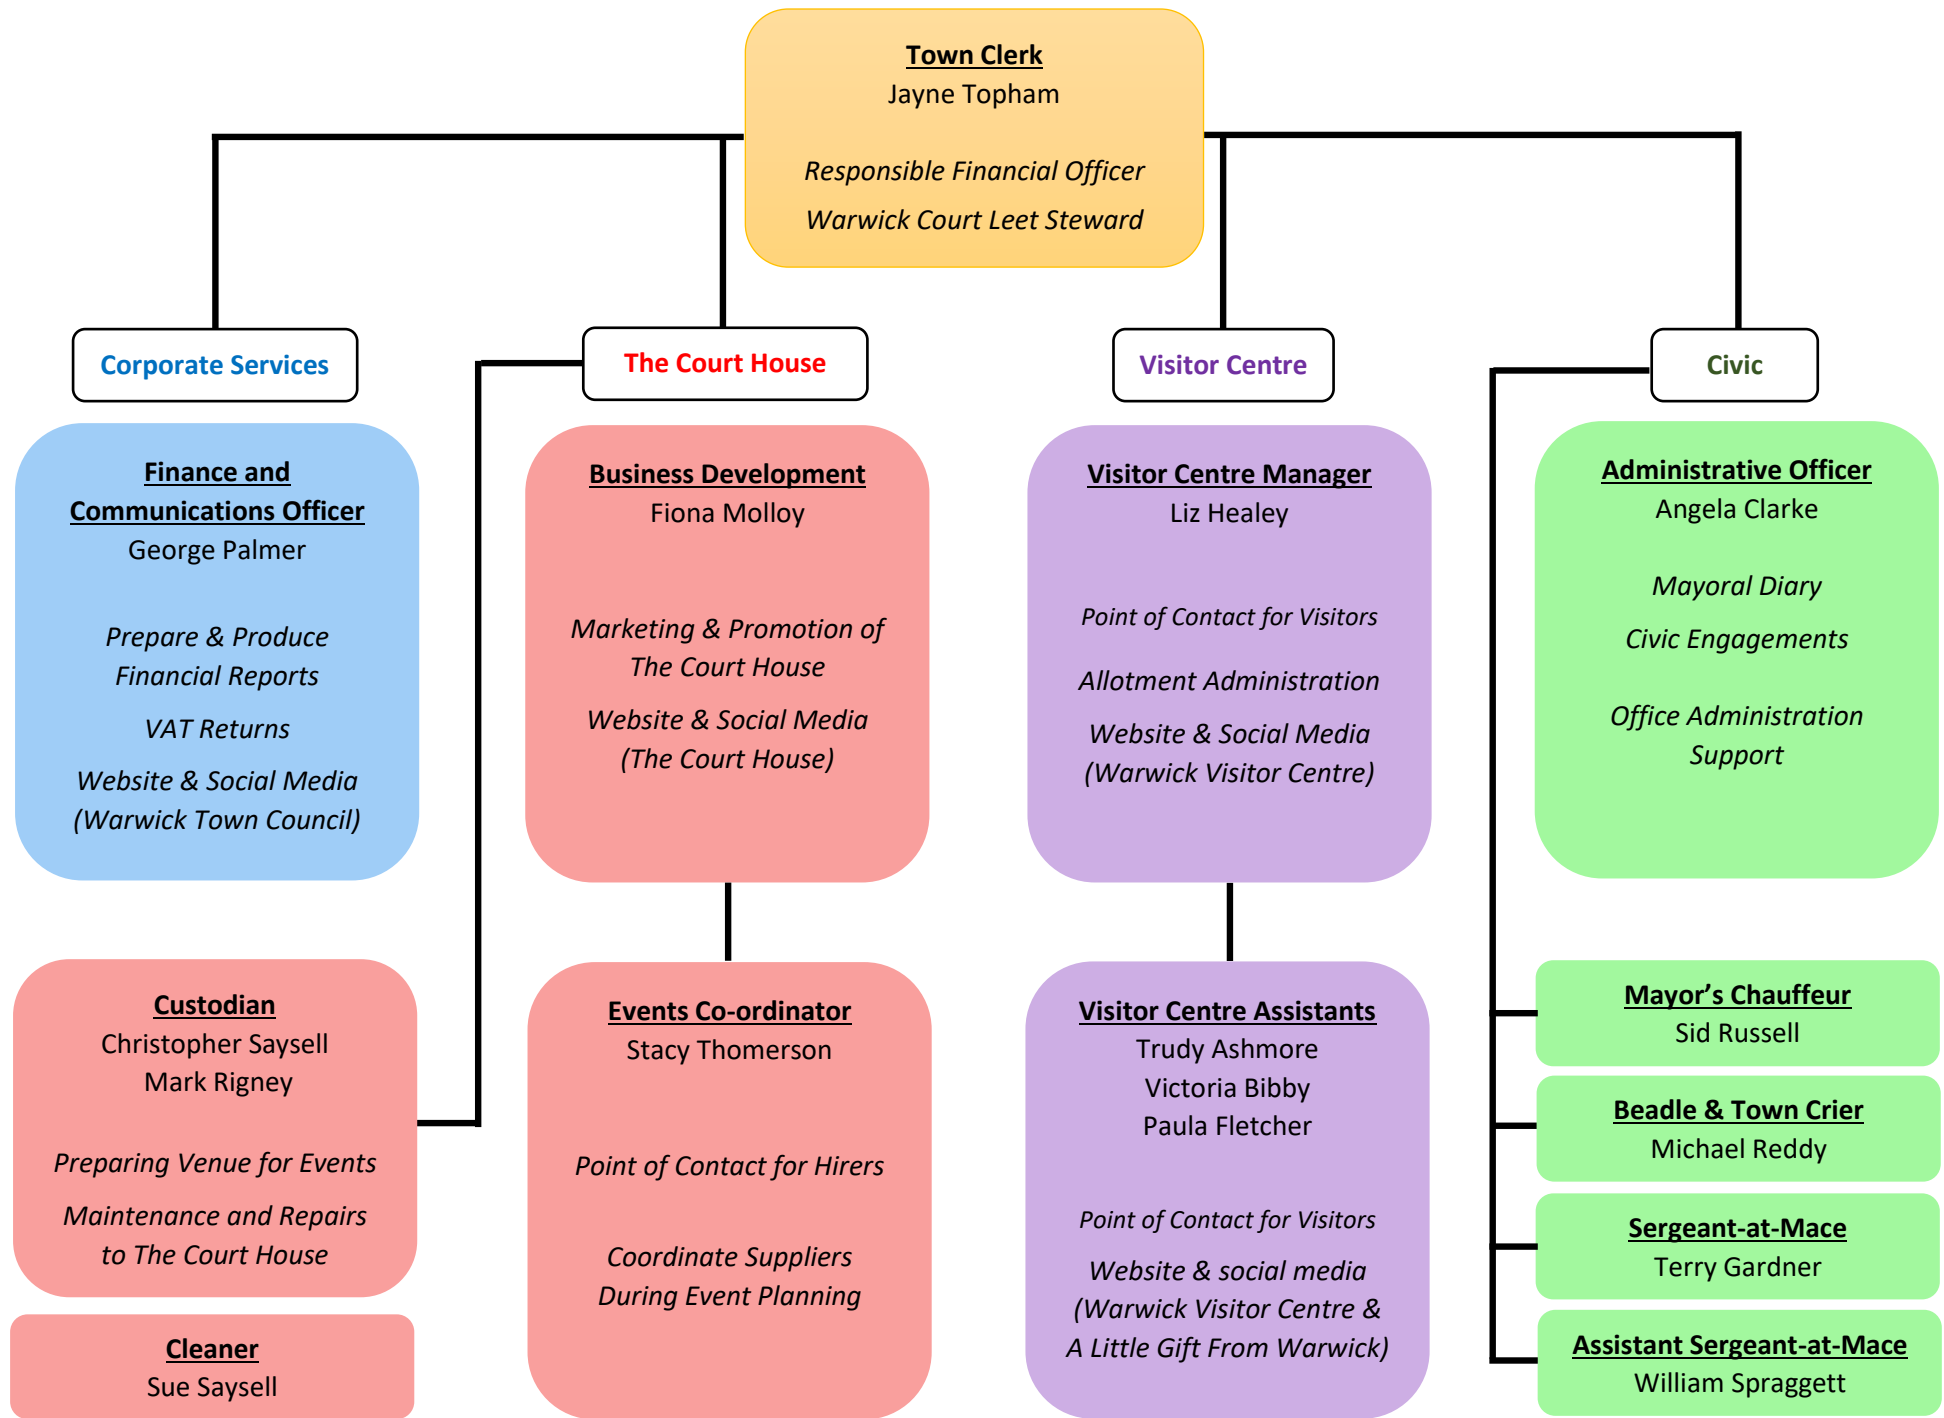 Town Clerk
Jayne Topham
Responsible Financial Officer
Warwick Court Leet Steward
Corporate Services
The Court House
Visitor Centre
Civic
Finance and
Communications Officer
George Palmer
Prepare & Produce
Financial Reports
VAT Returns
Website & Social Media
(Warwick Town Council)
Business Development
Fiona Molloy
Marketing & Promotion of
The Court House
Website & Social Media
(The Court House)
Visitor Centre Manager
Liz Healey
Point of Contact for Visitors
Allotment Administration
Website & Social Media
(Warwick Visitor Centre)
Administrative Officer
Angela Clarke
Mayoral Diary
Civic Engagements
Office Administration
Support
Custodian
Christopher Saysell
Mark Rigney
Preparing Venue for Events
Maintenance and Repairs
to The Court House
Cleaner
Sue Saysell
Events Co-ordinator
Stacy Thomerson
Point of Contact for Hirers
Coordinate Suppliers
During Event Planning
Visitor Centre Assistants
Trudy Ashmore
Victoria Bibby
Paula Fletcher
Point of Contact for Visitors
Website & social media
(Warwick Visitor Centre &
A Little Gift From Warwick)
Mayor’s Chauffeur
Sid Russell
Beadle & Town Crier
Michael Reddy
Sergeant-at-Mace
Terry Gardner
Assistant Sergeant-at-Mace
William Spraggett